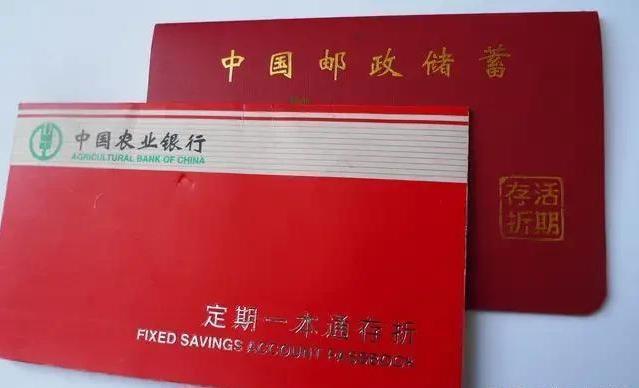 中国邮政储蓄
活期
存折
中国农业银行
AGRICULTURAL BANK OF CHINA
定期一本通存折
FIXED SAVINGS ACCOUNT PASSBOOK